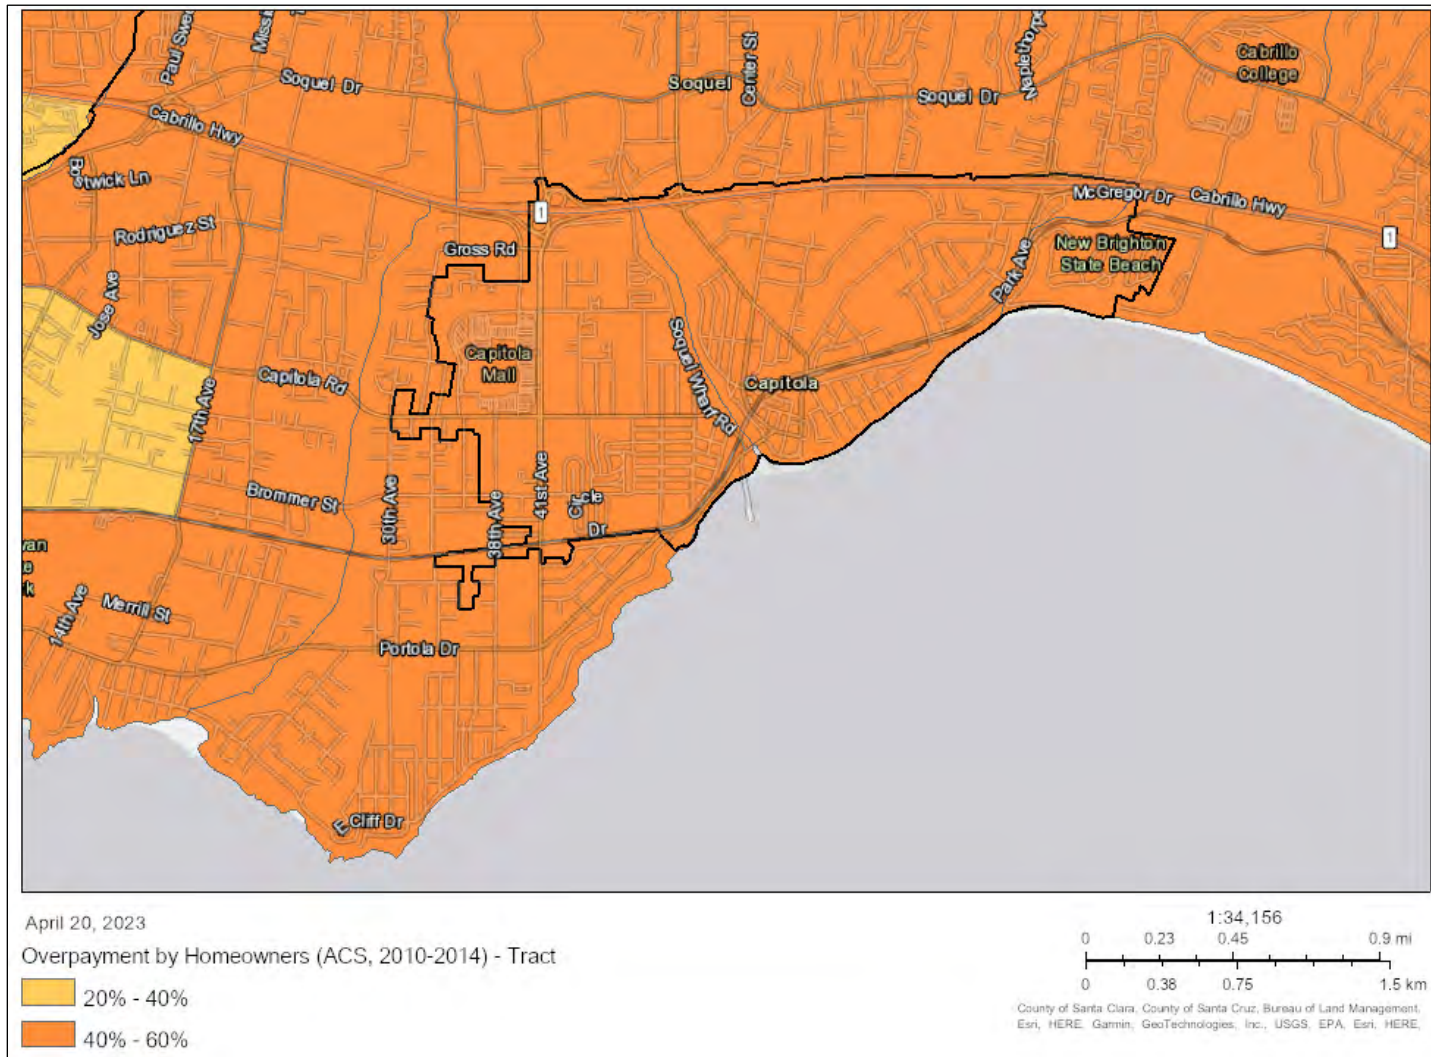 Paul Swee
Missi
Soquel Dr
Soquel
Center St
Soquel Dr
Maplethorpe
Cabrillo
College
Cabrillo Hwy
twick Ln
Rodriguez St
Gross Rd
1
McGregor Dr
Cabrillo Hwy
1
New Brighton
State Beach
Park Ave
Jose Ave
Capitola
Mall
Soquel Wharf Rd
Capitola
Capitola Rd
17th Ave
Brommer St
30th Ave
38th Ave
41st Ave
Dr
14th Ave
Merrill St
Portola Dr
E Cliff Dr
April 20, 2023
Overpayment by Homeowners (ACS, 2010-2014) - Tract
20% - 40%
40% - 60%
1:34,156
0 0.23 0.45 0.9 mi
0 0.38 0.75 1.5 km
County of Santa Clara, County of Santa Cruz, Bureau of Land Management,
Esri, HERE, Garmin, GeoTechnologies, Inc., USGS, EPA, Esri, HERE,